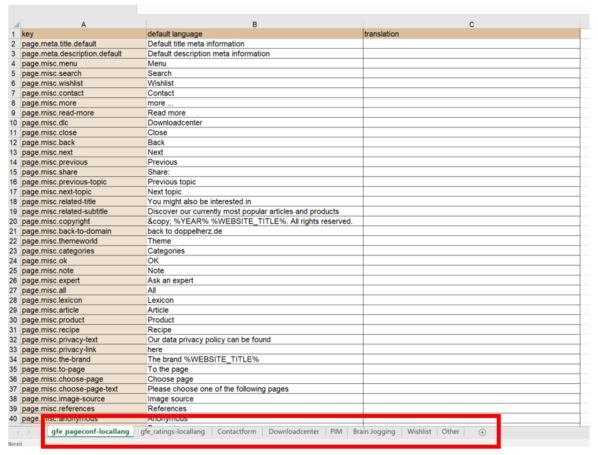 A B C
1 key default language translation
2 page.meta.title.default Default title meta information
3 page.meta.description.default Default description meta information
4 page.misc.menu Menu
5 page.misc.search Search
6 page.misc.wishlist Wishlist
7 page.misc.contact Contact
8 page.misc.more more ...
9 page.misc.read-more Read more
10 page.misc.dlc Downloadcenter
11 page.misc.close Close
12 page.misc.back Back
13 page.misc.next Next
14 page.misc.previous Previous
15 page.misc.share Share:
16 page.misc.previous-topic Previous topic
17 page.misc.next-topic Next topic
18 page.misc.related-title You might also be interested in
19 page.misc.related-subtitle Discover our currently most popular articles and products
20 page.misc.copyright &copy; %YEAR% %WEBSITE_TITLE%. All rights reserved.
21 page.misc.back-to-domain back to doppelherz.de
22 page.misc.themeworld Theme
23 page.misc.categories Categories
24 page.misc.ok OK
25 page.misc.note Note
26 page.misc.expert Ask an expert
27 page.misc.all All
28 page.misc.lexicon Lexicon
29 page.misc.article Article
30 page.misc.product Product
31 page.misc.recipe Recipe
32 page.misc.privacy-text Our data privacy policy can be found
33 page.misc.privacy-link here
34 page.misc.the-brand The brand %WEBSITE_TITLE%
35 page.misc.to-page To the page
36 page.misc.choose-page Choose page
37 page.misc.choose-page-text Please choose one of the following pages
38 page.misc.image-source Image source
39 page.misc.references References
40 page.misc.anonymous Anonymous
gfe_pageconf-locallang gfe_ratings-locallang Contactform Downloadcenter PIM Brain Jogging Wishlist Other
Bereit